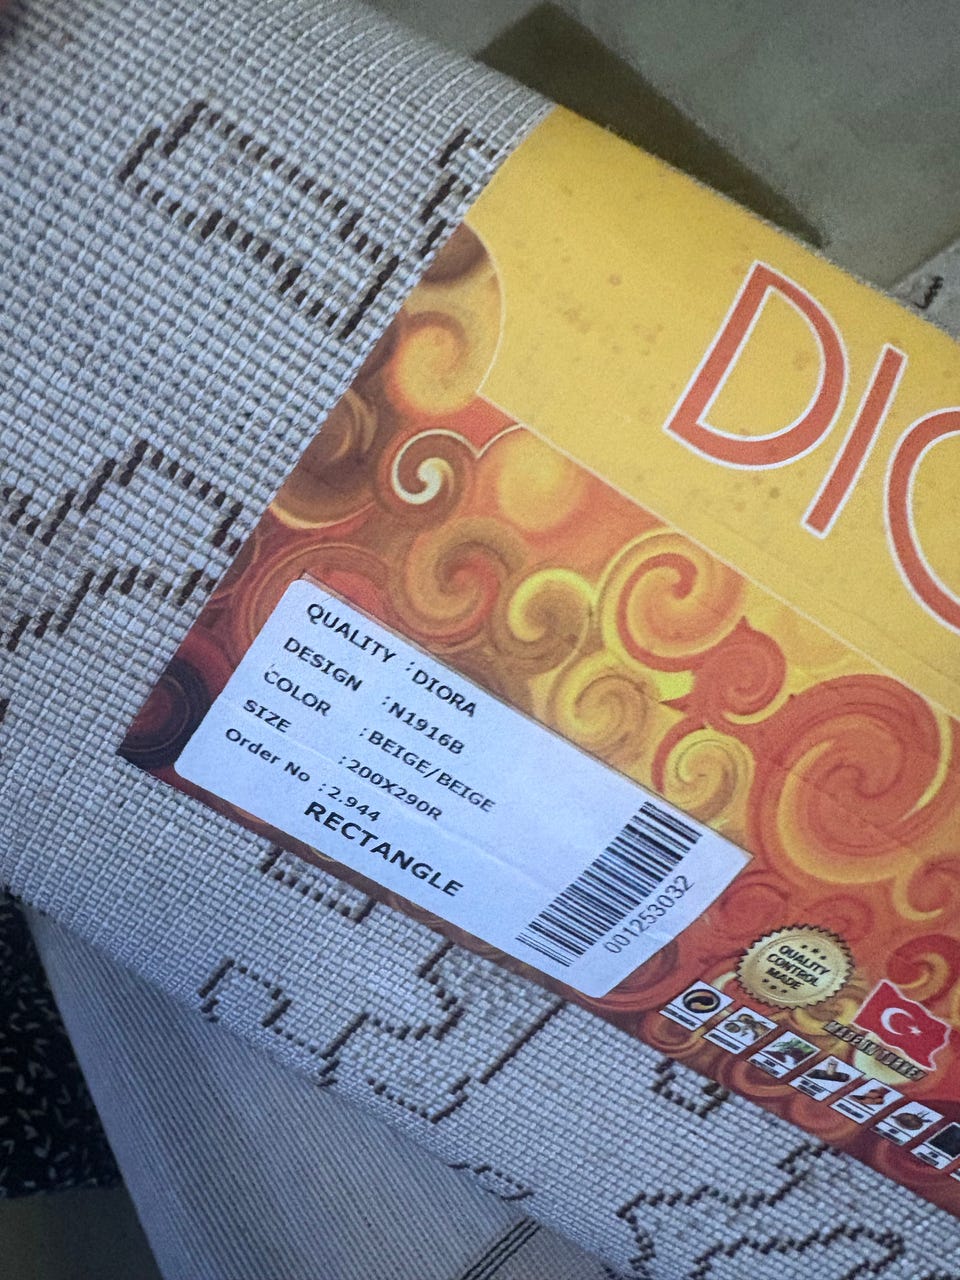 DIO
QUALITY :DIORA
DESIGN :N1916B
COLOR :BEIGE/BEIGE
SIZE :200X290R
Order No :2.944
RECTANGLE
001253032
QUALITY
CONTROL
MADE